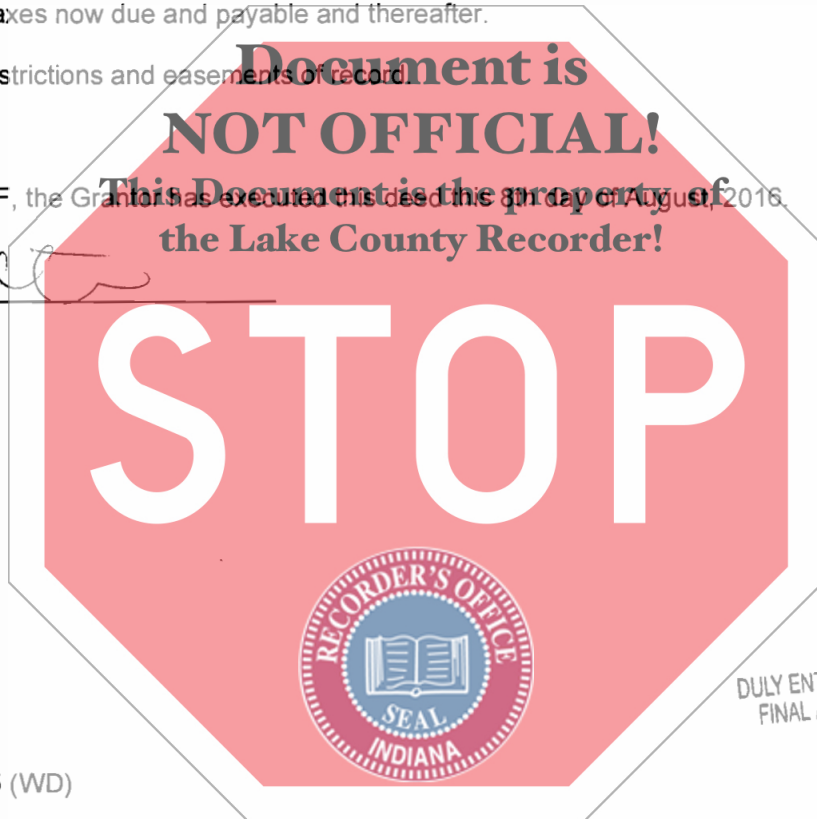 axes now due and payable and thereafter.
Document is
strictions and easements of record.
NOT OFFICIAL!
This Document is the property of
F, the Grantor has executed this deed this 8th day of August, 2016.
the Lake County Recorder!
STOP
RECORDER'S OFFICE
SEAL
INDIANA
DULY ENT
FINAL
(WD)